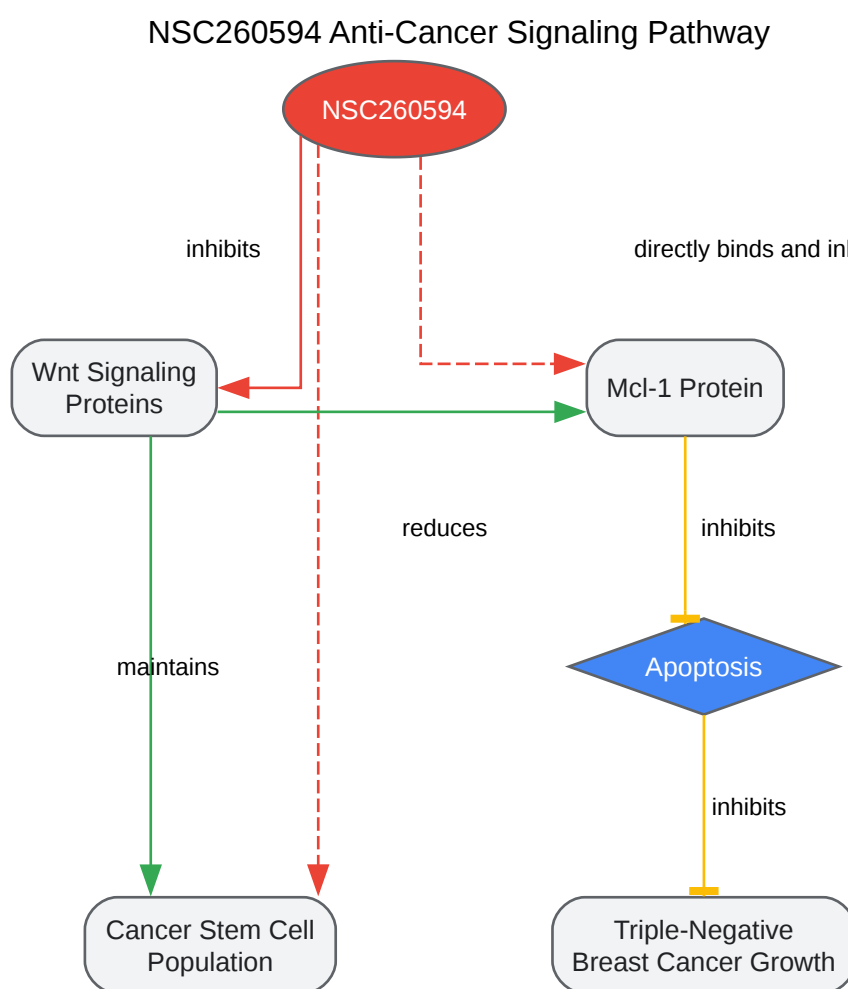 NSC260594 Anti-Cancer Signaling Pathway
NSC260594
inhibits
directly binds and inh
Wnt Signaling
Proteins
Mcl-1 Protein
reduces
inhibits
maintains
Apoptosis
inhibits
Cancer Stem Cell
Population
Triple-Negative
Breast Cancer Growth